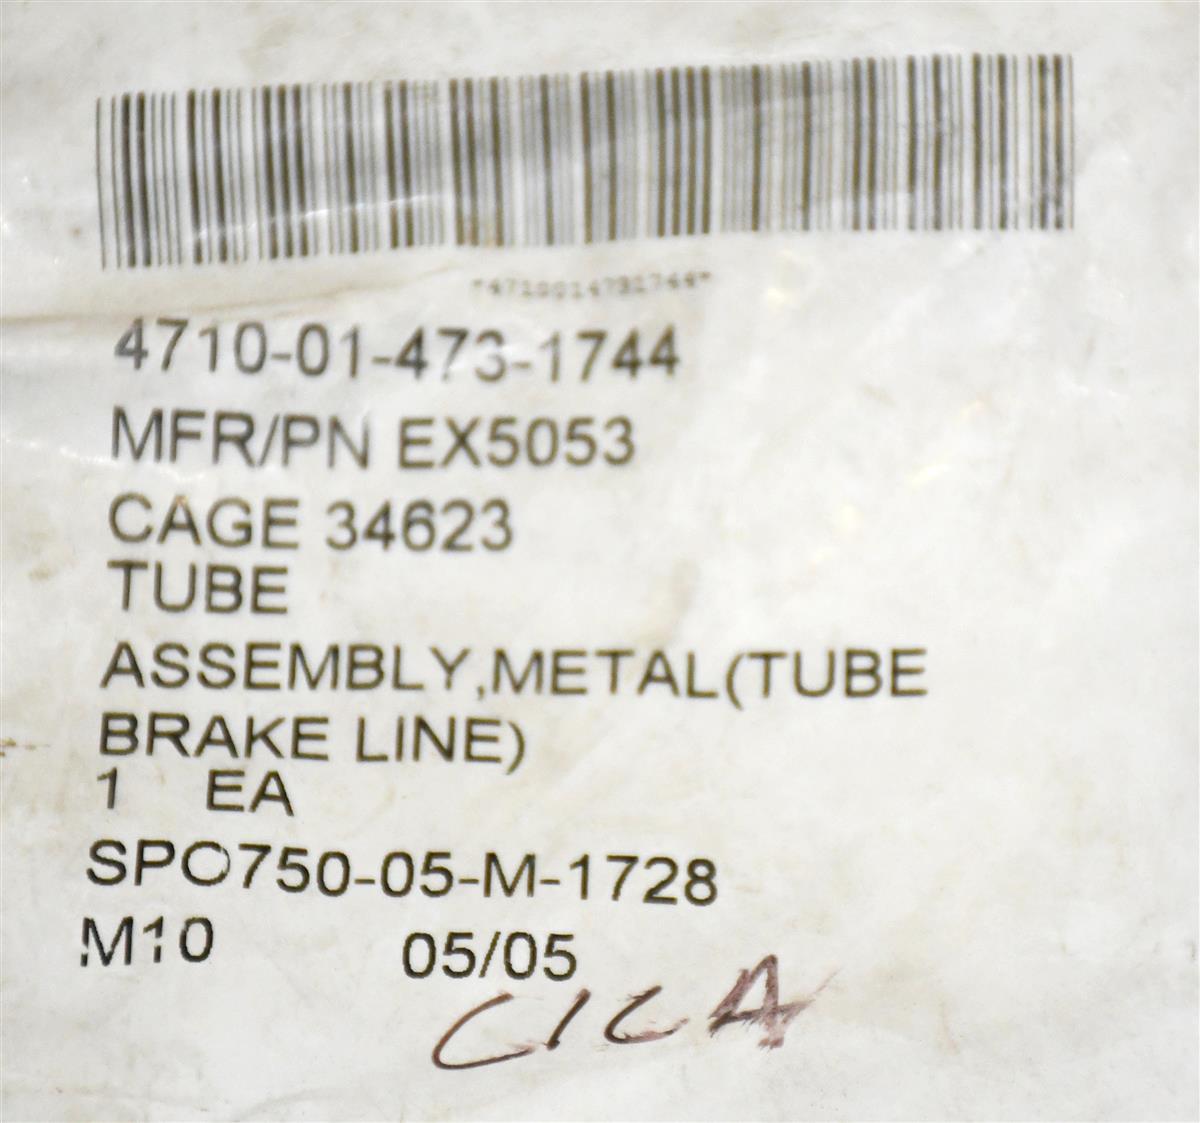 *4710014731744*
4710-01-473-1744
MFR/PN EX5053
CAGE 34623
TUBE
ASSEMBLY,METAL(TUBE
BRAKE LINE)
1 EA
SPO750-05-M-1728
M10 05/05
CICA